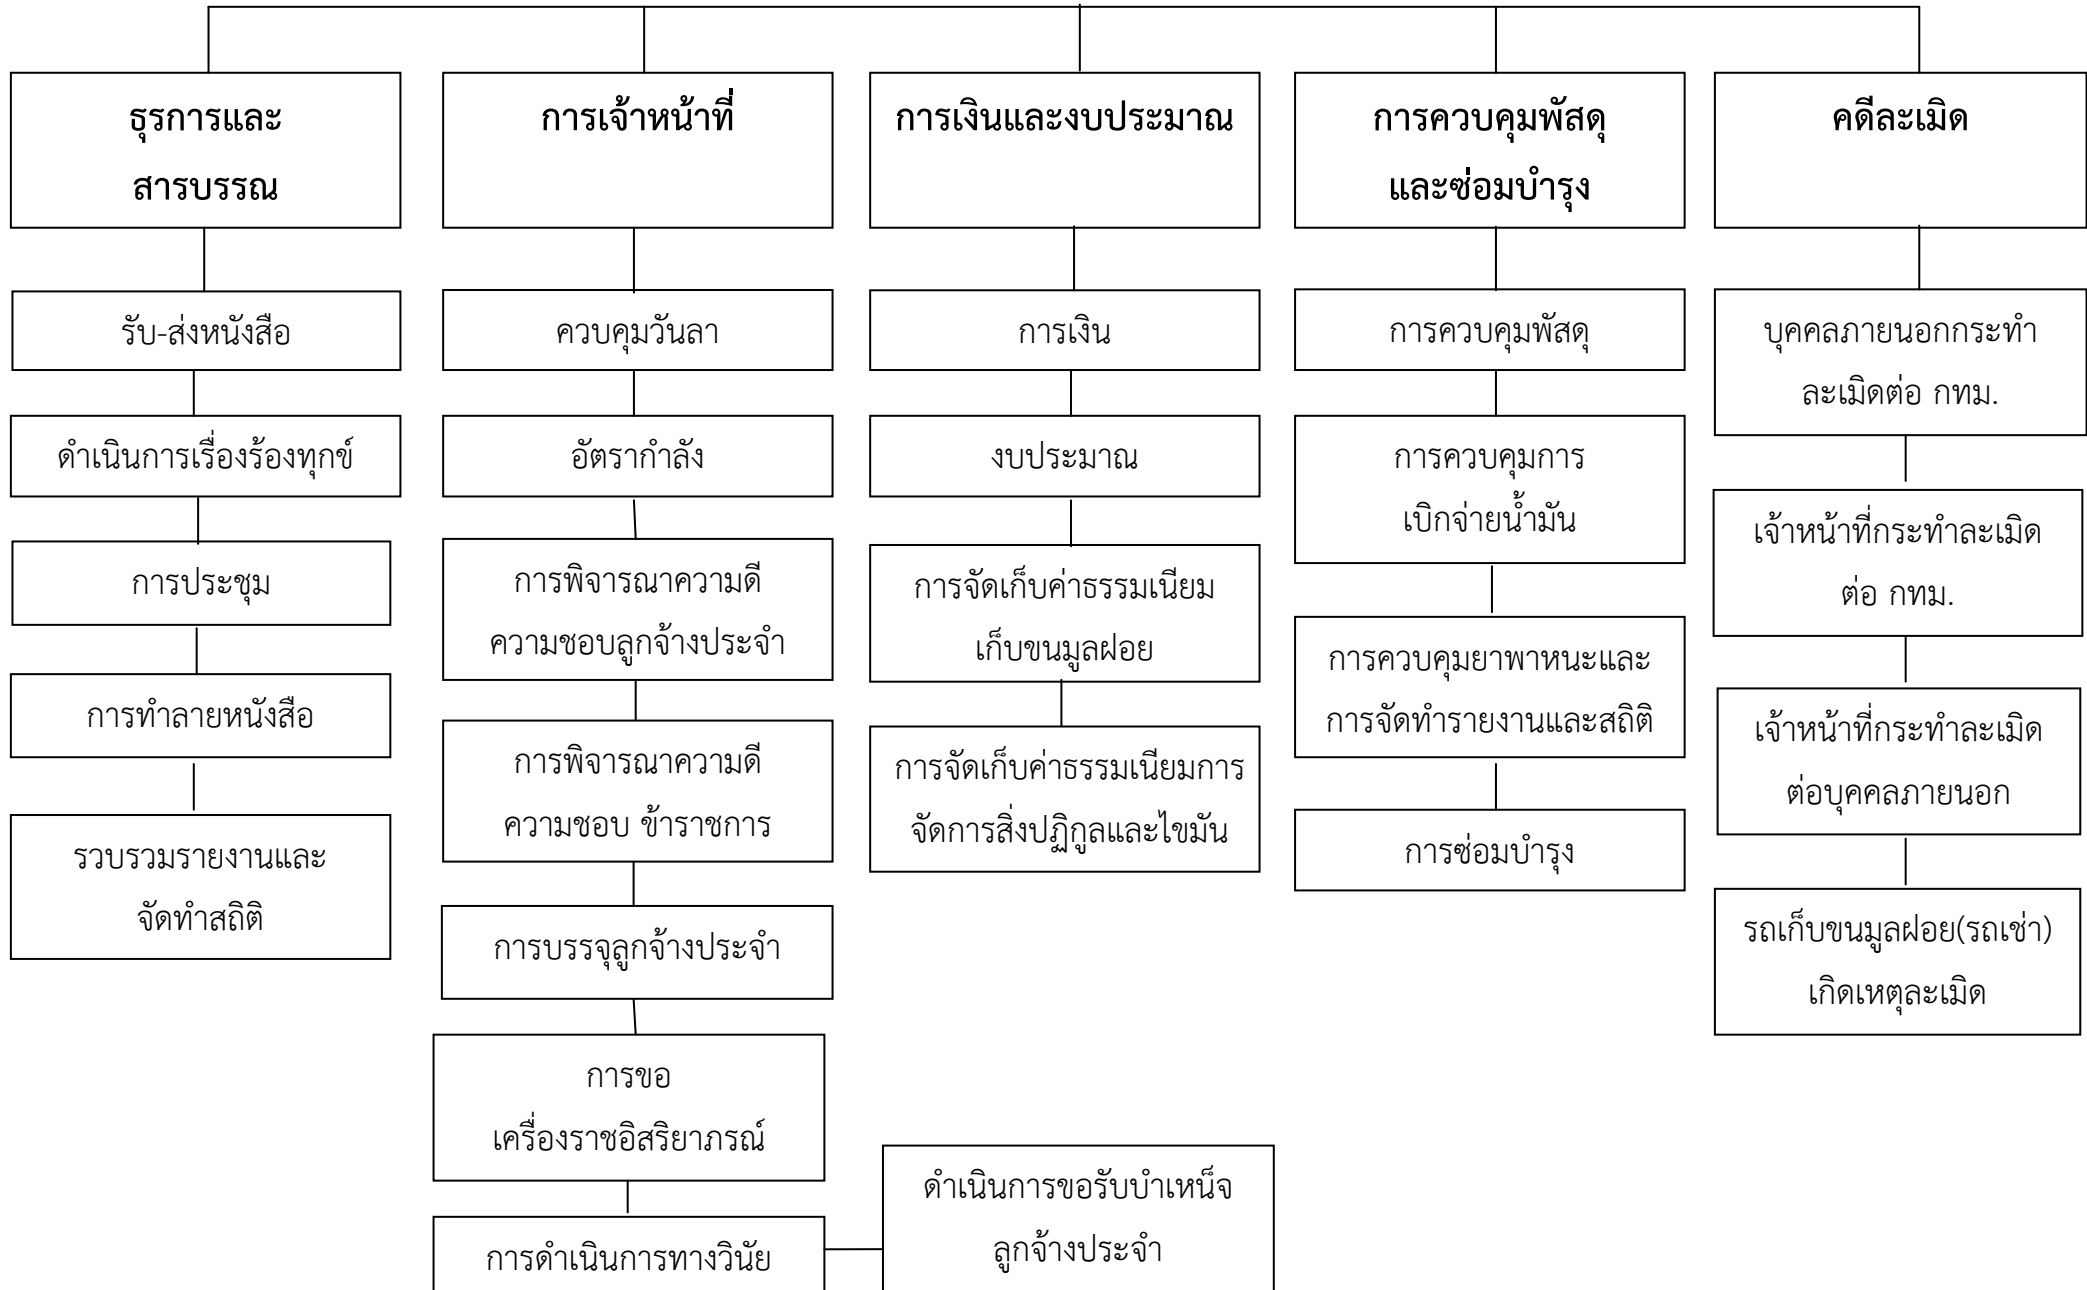 ธุรการและ
สารบรรณ
รับ-ส่งหนังสือ
ดำเนินการเรื่องร้องทุกข์
การประชุม
การทำลายหนังสือ
รวบรวมรายงานและ
จัดทำสถิติ
การเจ้าหน้าที่
ควบคุมวันลา
อัตรากำลัง
การพิจารณาความดี
ความชอบลูกจ้างประจำ
การพิจารณาความดี
ความชอบ ข้าราชการ
การบรรจุลูกจ้างประจำ
การขอ
เครื่องราชอิสริยาภรณ์
การดำเนินการทางวินัย
ดำเนินการขอรับบำเหน็จ
ลูกจ้างประจำ
การเงินและงบประมาณ
การเงิน
งบประมาณ
การจัดเก็บค่าธรรมเนียม
เก็บขนมูลฝอย
การจัดเก็บค่าธรรมเนียมการ
จัดการสิ่งปฏิกูลและไขมัน
การควบคุมพัสดุ
และซ่อมบำรุง
การควบคุมพัสดุ
การควบคุมการ
เบิกจ่ายน้ำมัน
การควบคุมยาพาหนะและ
การจัดทำรายงานและสถิติ
การซ่อมบำรุง
คดีละเมิด
บุคคลภายนอกกระทำ
ละเมิดต่อ กทม.
เจ้าหน้าที่กระทำละเมิด
ต่อ กทม.
เจ้าหน้าที่กระทำละเมิด
ต่อบุคคลภายนอก
รถเก็บขนมูลฝอย(รถเช่า)
เกิดเหตุละเมิด